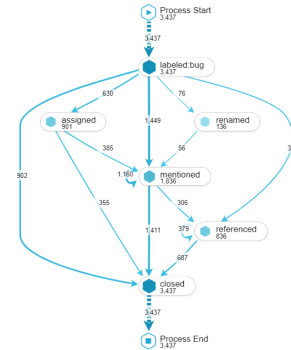 Process Start
3,437
3,437
labeled:bug
3,437
630
76
assigned
901
1,449
renamed
136
385
56
902
1,160
mentioned
1,836
355
306
379
referenced
836
1,411
687
closed
3,437
3,437
Process End
3,437